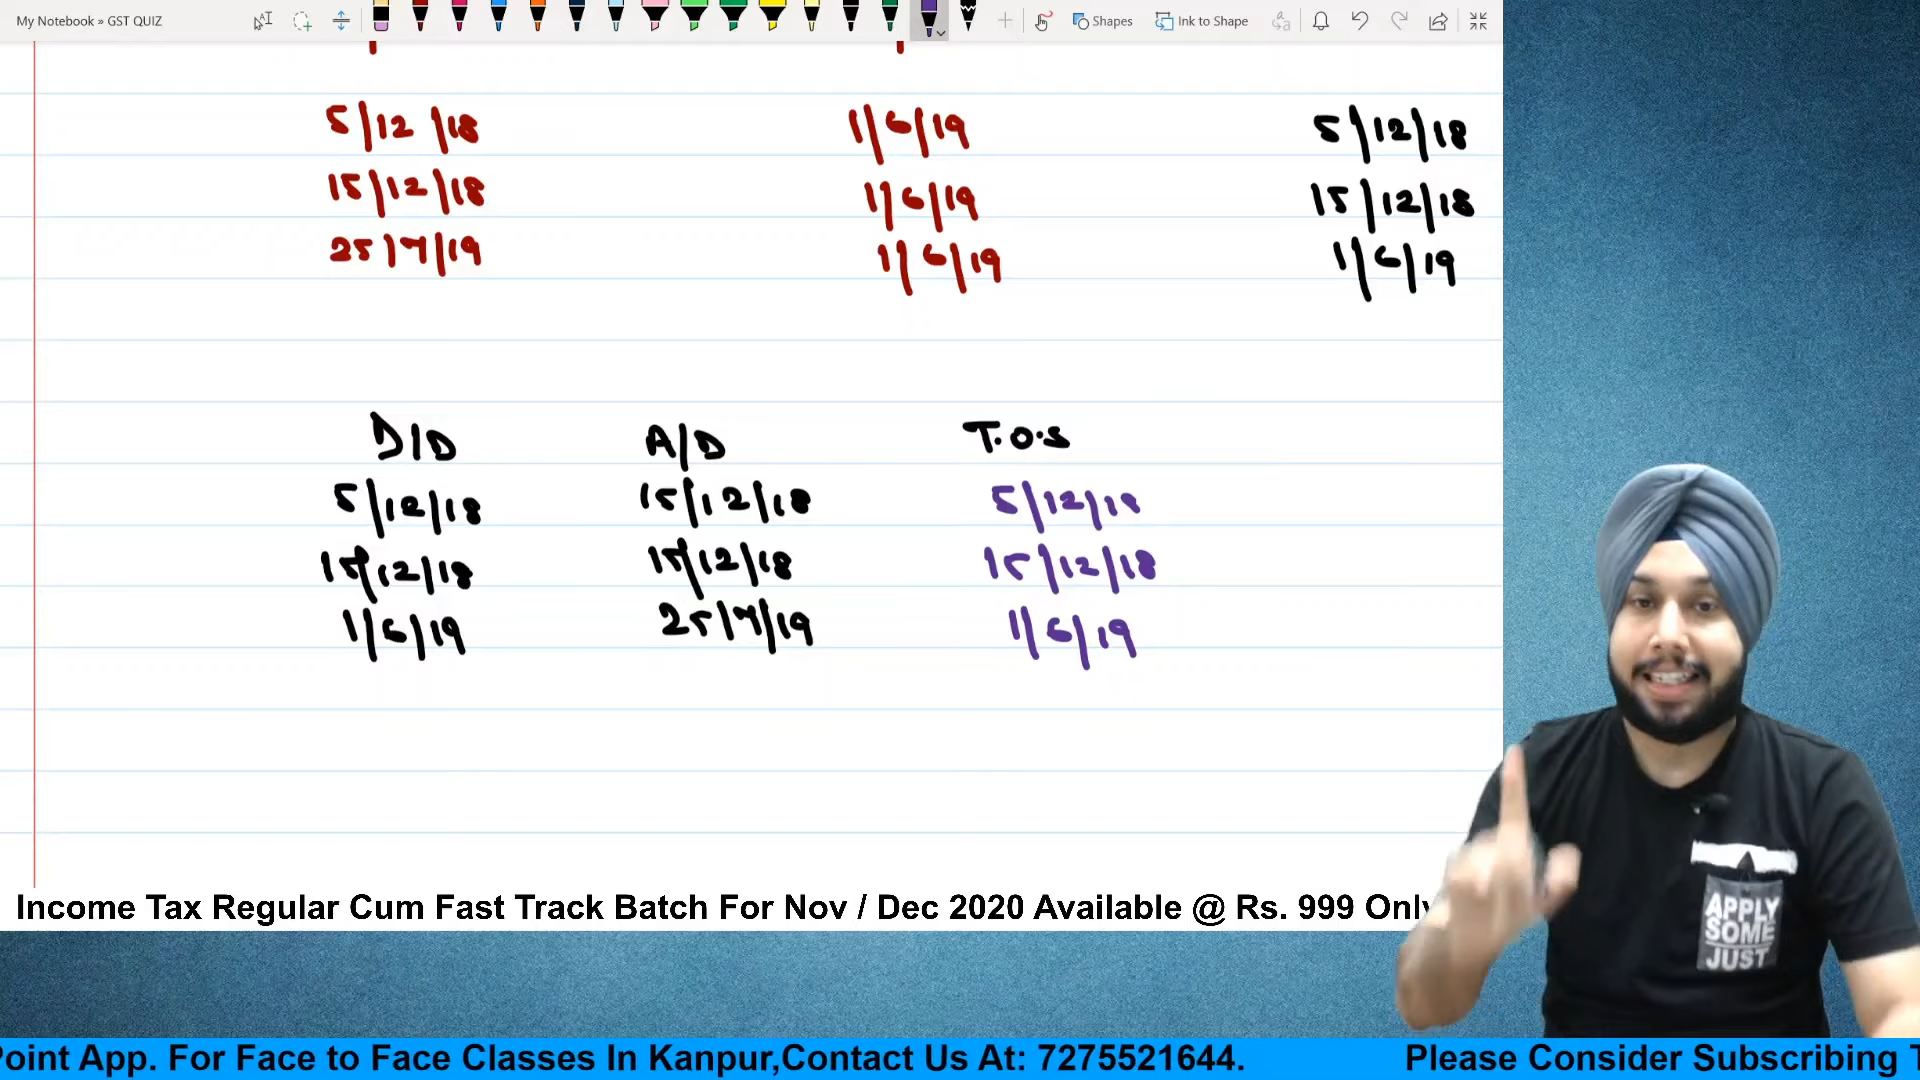 My Notebook » GST QUIZ
Shapes
Ink to Shape
5/12/18 1/6/19 5/12/18
15/12/18 1/6/19 15/12/18
25/7/19 1/6/19 1/6/19
D/D A/D T.O.S
5/12/18 15/12/18 5/12/18
15/12/18 15/12/18 15/12/18
1/6/19 25/7/19 1/6/19
APPLY
SOME
JUST
Income Tax Regular Cum Fast Track Batch For Nov / Dec 2020 Available @ Rs. 999 Only
Point App. For Face to Face Classes In Kanpur,Contact Us At: 7275521644. Please Consider Subscribing T